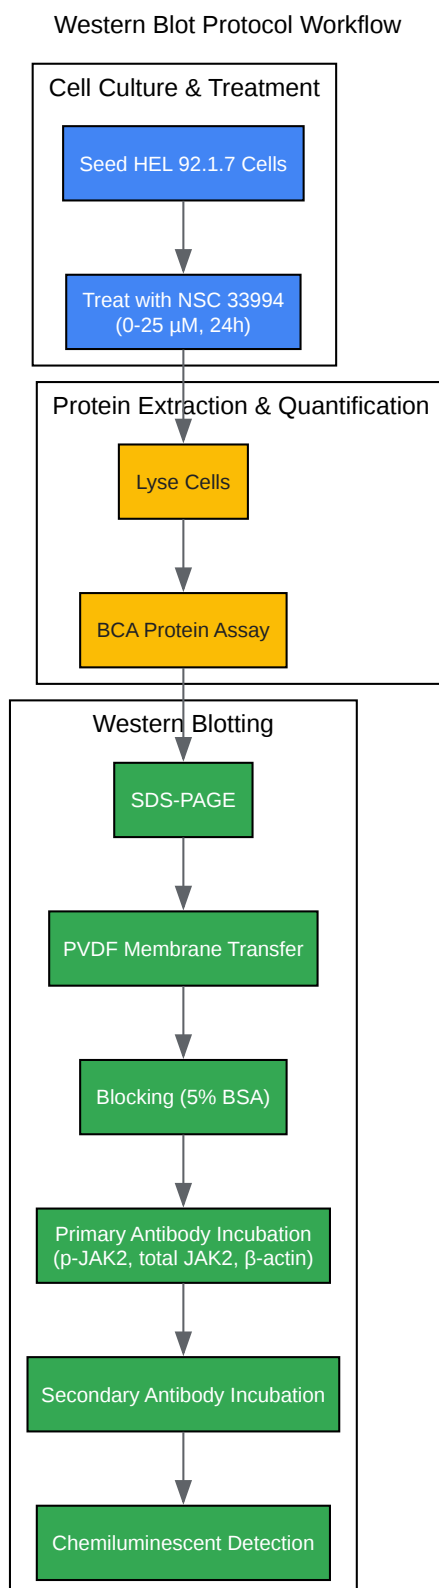 Western Blot Protocol Workflow
Cell Culture & Treatment
Seed HEL 92.1.7 Cells
Treat with NSC 33994
(0-25 µM, 24h)
Protein Extraction & Quantification
Lyse Cells
BCA Protein Assay
Western Blotting
SDS-PAGE
PVDF Membrane Transfer
Blocking (5% BSA)
Primary Antibody Incubation
(p-JAK2, total JAK2, β-actin)
Secondary Antibody Incubation
Chemiluminescent Detection